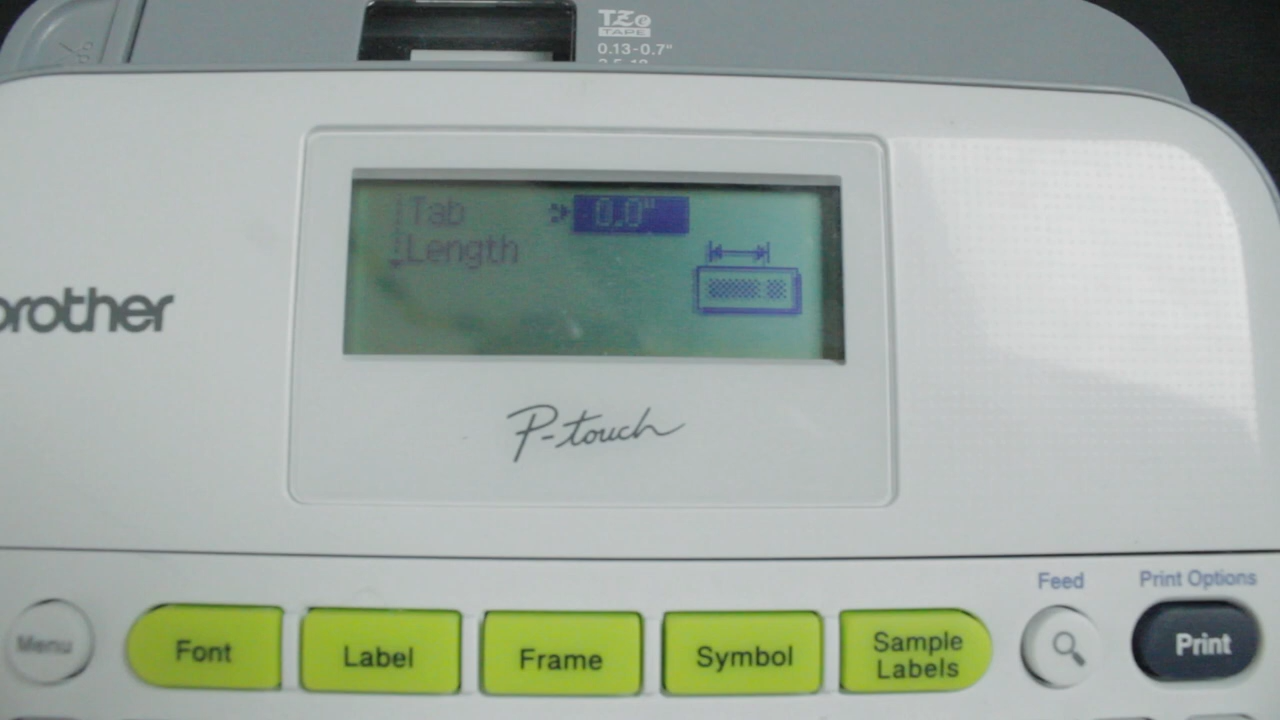 TZe
TAPE
0.13-0.7"
Tab 0.0"
Length
brother
P-touch
Feed
Print Options
Menu
Font
Label
Frame
Symbol
Sample
Labels
Print